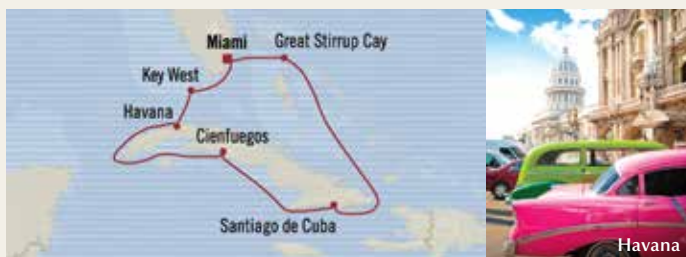 Miami
Great Stirrup Cay
Key West
Havana
Cienfuegos
Santiago de Cuba
Havana